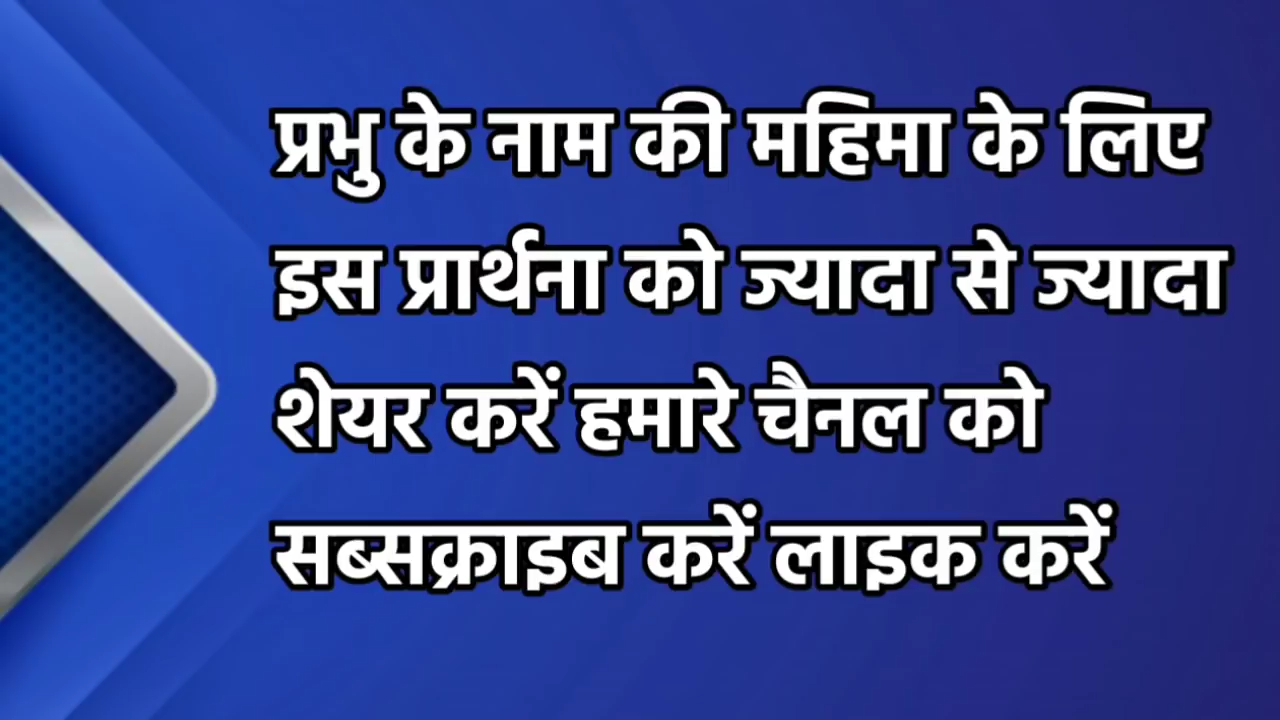 प्रभु के नाम की महिमा के लिए
इस प्रार्थना को ज्यादा से ज्यादा
शेयर करें हमारे चैनल को
सब्सक्राइब करें लाइक करें